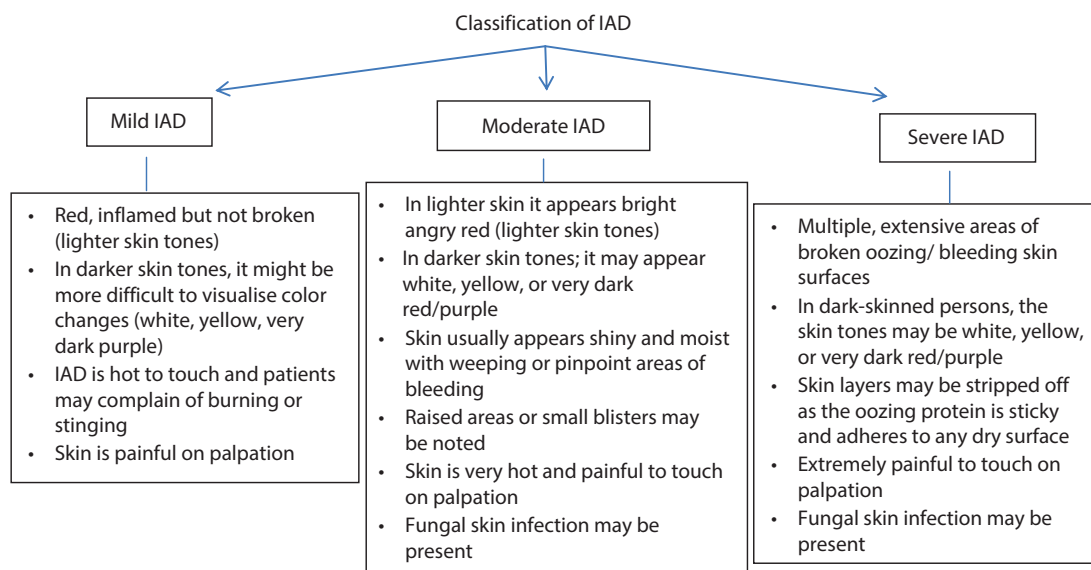 Classification of IAD
Mild IAD
• Red, inflamed but not broken
(lighter skin tones)
• In darker skin tones, it might be
more difficult to visualise color
changes (white, yellow, very
dark purple)
• IAD is hot to touch and patients
may complain of burning or
stinging
• Skin is painful on palpation
Moderate IAD
• In lighter skin it appears bright
angry red (lighter skin tones)
• In darker skin tones; it may appear
white, yellow, or very dark
red/purple
• Skin usually appears shiny and moist
with weeping or pinpoint areas of
bleeding
• Raised areas or small blisters may
be noted
• Skin is very hot and painful to touch
on palpation
• Fungal skin infection may be
present
Severe IAD
• Multiple, extensive areas of
broken oozing/ bleeding skin
surfaces
• In dark-skinned persons, the
skin tones may be white, yellow,
or very dark red/purple
• Skin layers may be stripped off
as the oozing protein is sticky
and adheres to any dry surface
• Extremely painful to touch on
palpation
• Fungal skin infection may be
present